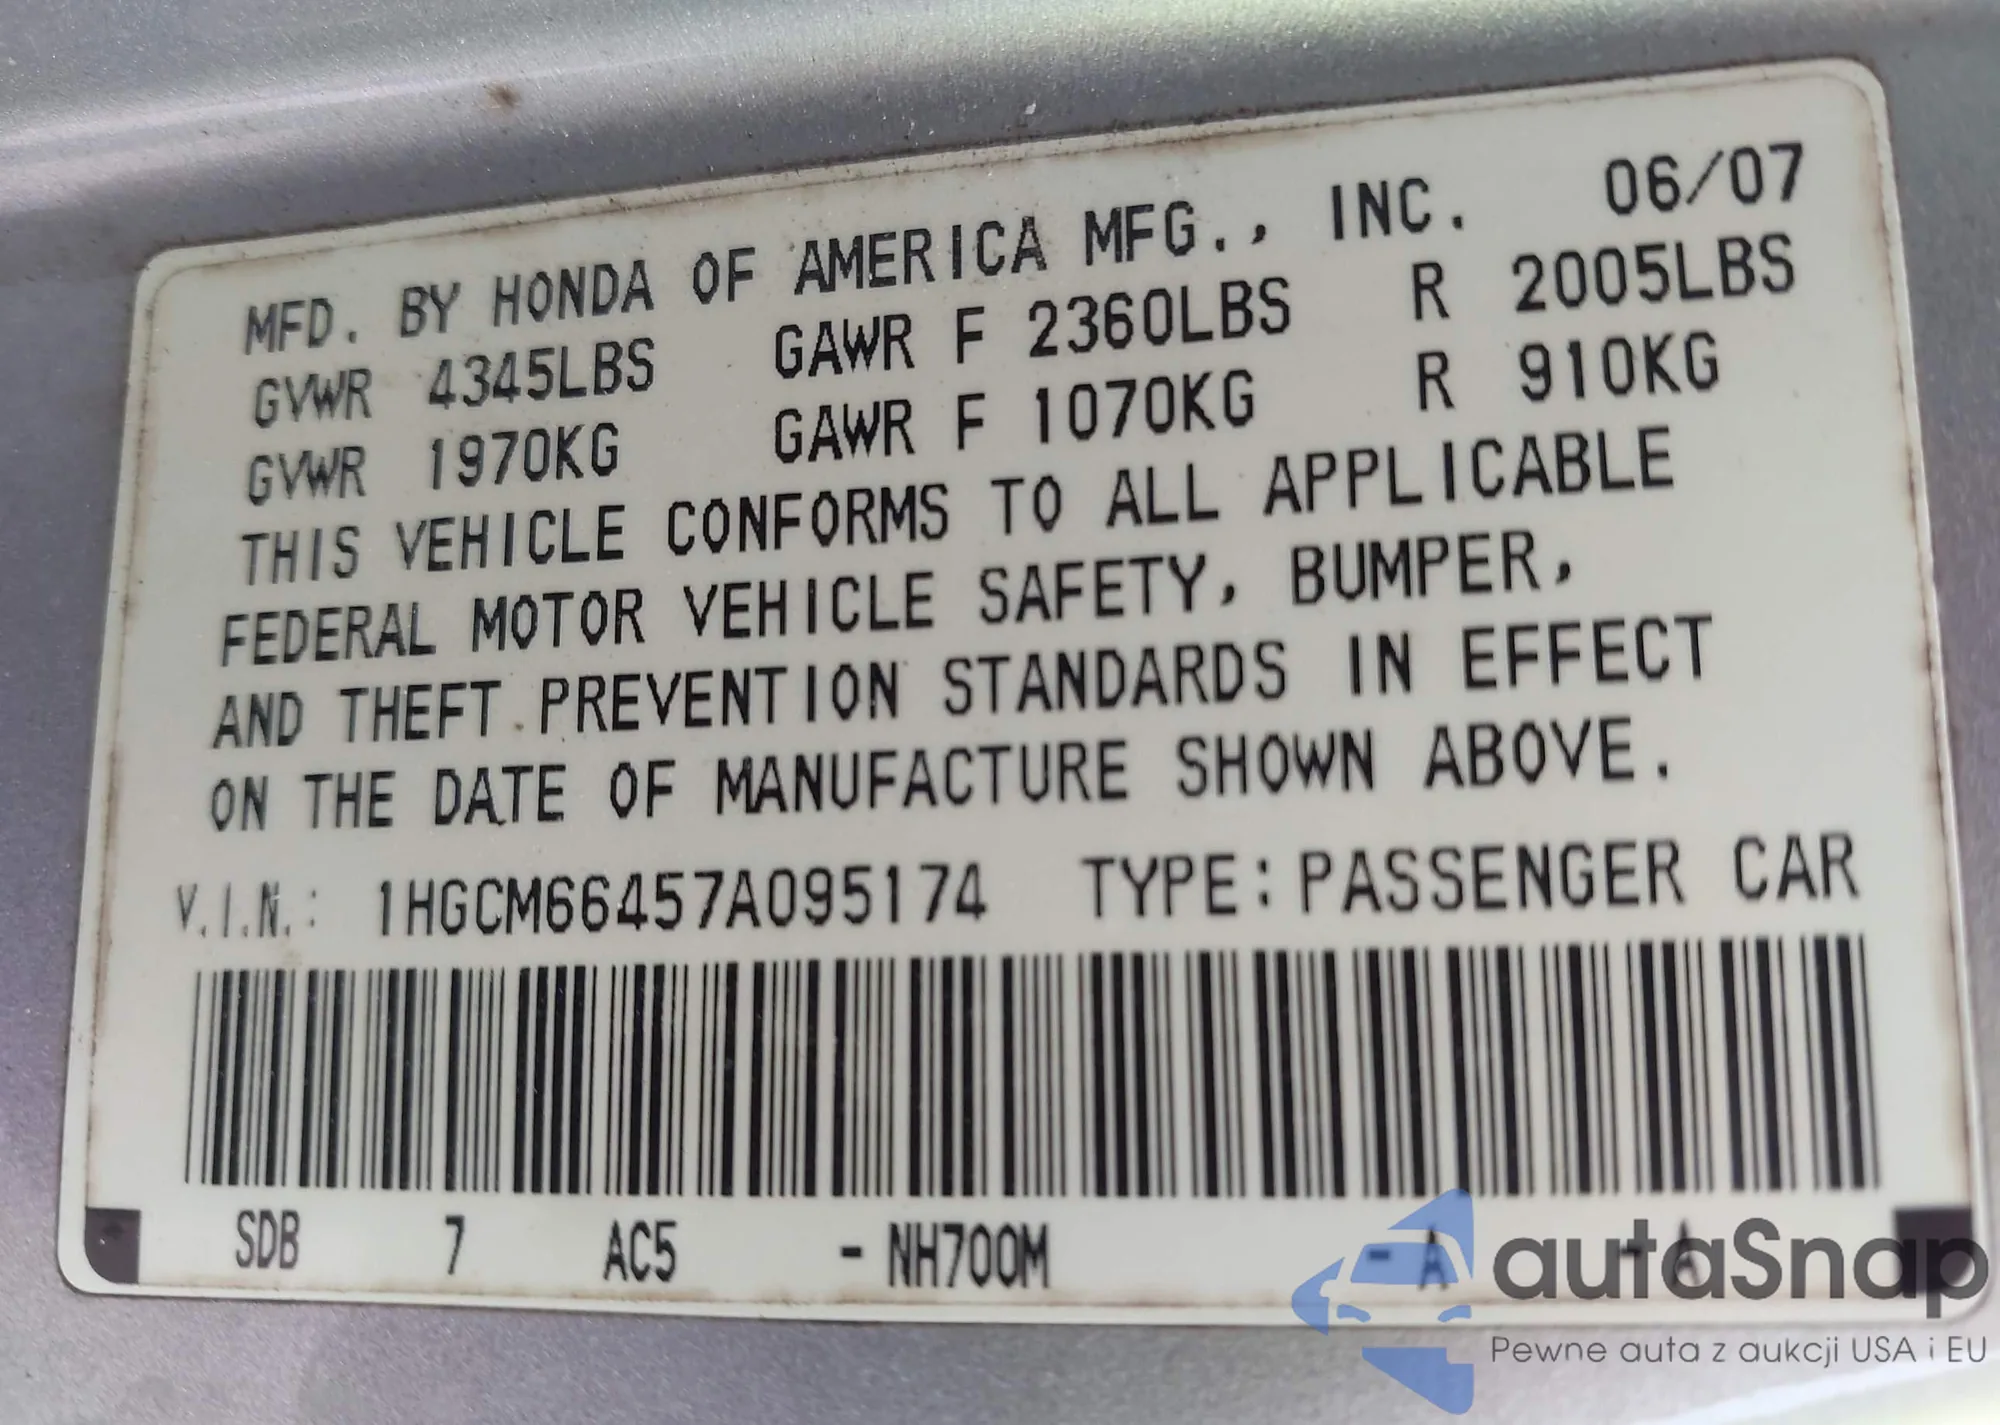 MFD. BY HONDA OF AMERICA MFG., INC. 06/07
GVWR 4345LBS GAWR F 2360LBS R 2005LBS
GVWR 1970KG GAWR F 1070KG R 910KG
THIS VEHICLE CONFORMS TO ALL APPLICABLE
FEDERAL MOTOR VEHICLE SAFETY, BUMPER,
AND THEFT PREVENTION STANDARDS IN EFFECT
ON THE DATE OF MANUFACTURE SHOWN ABOVE.
V.I.N.: 1HGCM66457A095174 TYPE: PASSENGER CAR
SDB 7 AC5 - NH700M - A - A
autaSnap
Pewne auta z aukcji USA i EU